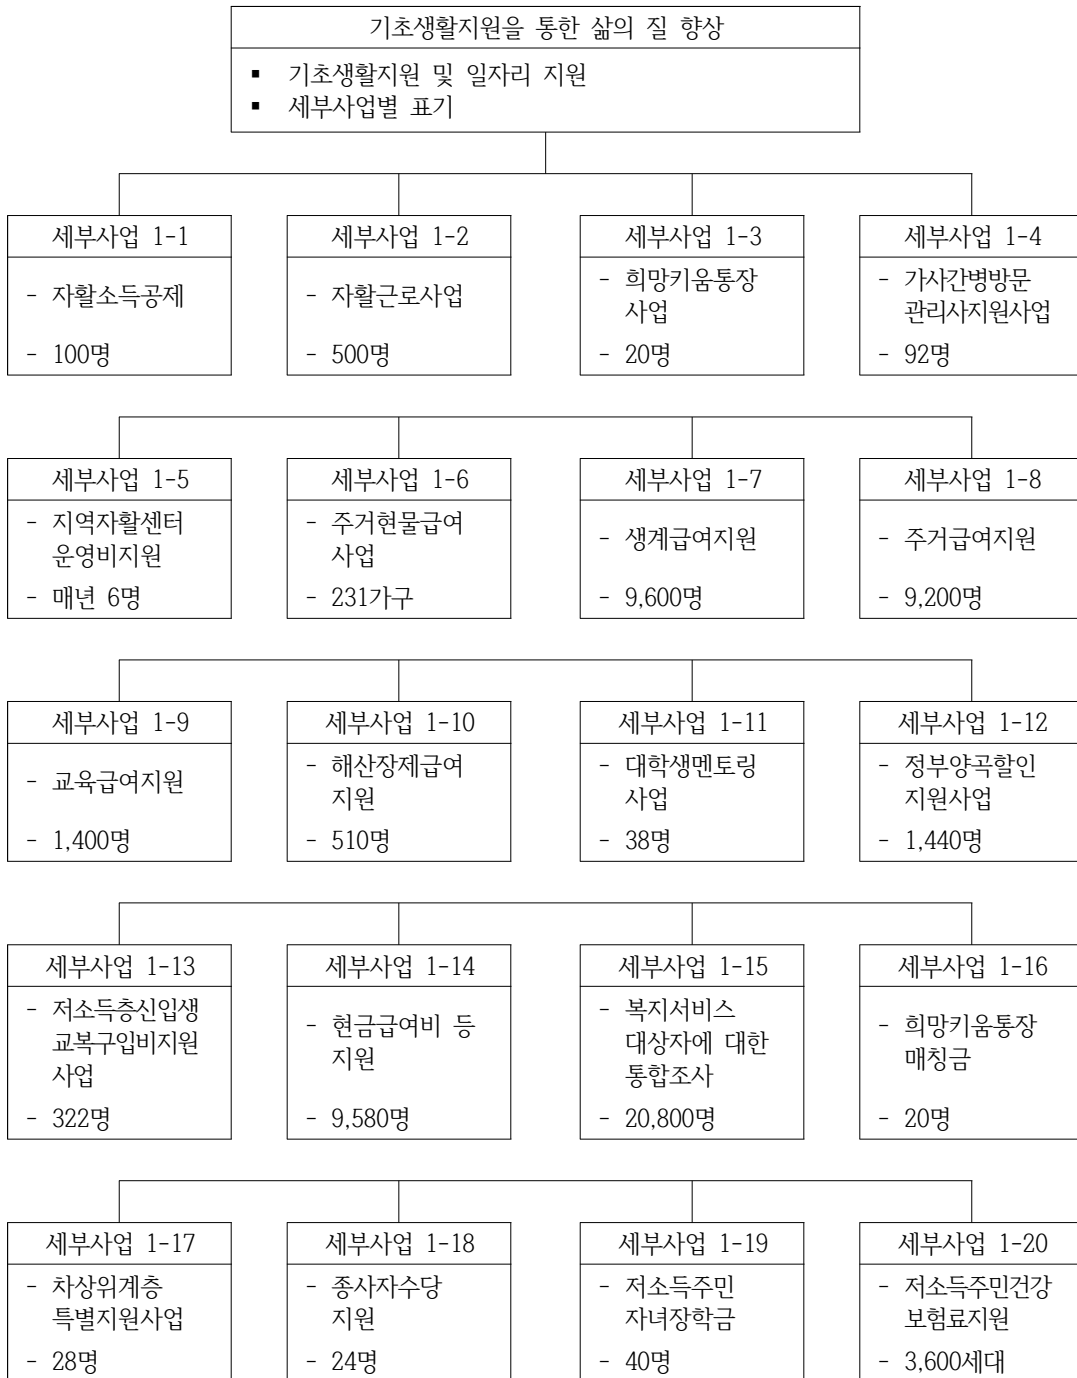 기초생활지원을 통한 삶의 질 향상
▪ 기초생활지원 및 일자리 지원
▪ 세부사업별 표기
세부사업 1-1
- 자활소득공제
- 100명
세부사업 1-2
- 자활근로사업
- 500명
세부사업 1-3
- 희망키움통장
사업
- 20명
세부사업 1-4
- 가사간병방문
관리사지원사업
- 92명
세부사업 1-5
- 지역자활센터
운영비지원
- 매년 6명
세부사업 1-6
- 주거현물급여
사업
- 231가구
세부사업 1-7
- 생계급여지원
- 9,600명
세부사업 1-8
- 주거급여지원
- 9,200명
세부사업 1-9
- 교육급여지원
- 1,400명
세부사업 1-10
- 해산장제급여
지원
- 510명
세부사업 1-11
- 대학생멘토링
사업
- 38명
세부사업 1-12
- 정부양곡할인
지원사업
- 1,440명
세부사업 1-13
- 저소득층신입생
교복구입비지원
사업
- 322명
세부사업 1-14
- 현금급여비 등
지원
- 9,580명
세부사업 1-15
- 복지서비스
대상자에 대한
통합조사
- 20,800명
세부사업 1-16
- 희망키움통장
매칭금
- 20명
세부사업 1-17
- 차상위계층
특별지원사업
- 28명
세부사업 1-18
- 종사자수당
지원
- 24명
세부사업 1-19
- 저소득주민
자녀장학금
- 40명
세부사업 1-20
- 저소득주민건강
보험료지원
- 3,600세대